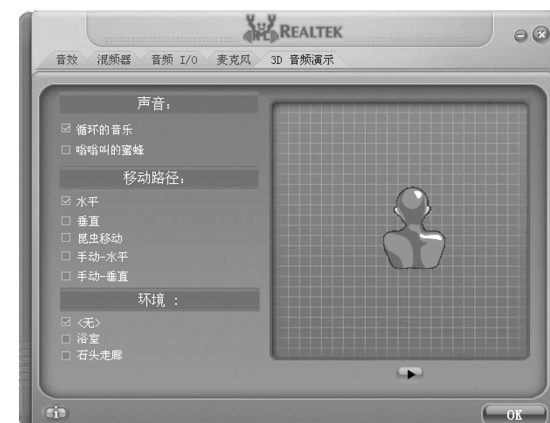 REALTEK
音效 混频器 音频 I/O 麦克风 3D 音频演示
声音:
循环的音乐
嗡嗡叫的蜜蜂
移动路径:
水平
垂直
昆虫移动
手动-水平
手动-垂直
环境 :
<无>
浴室
石头走廊
OK